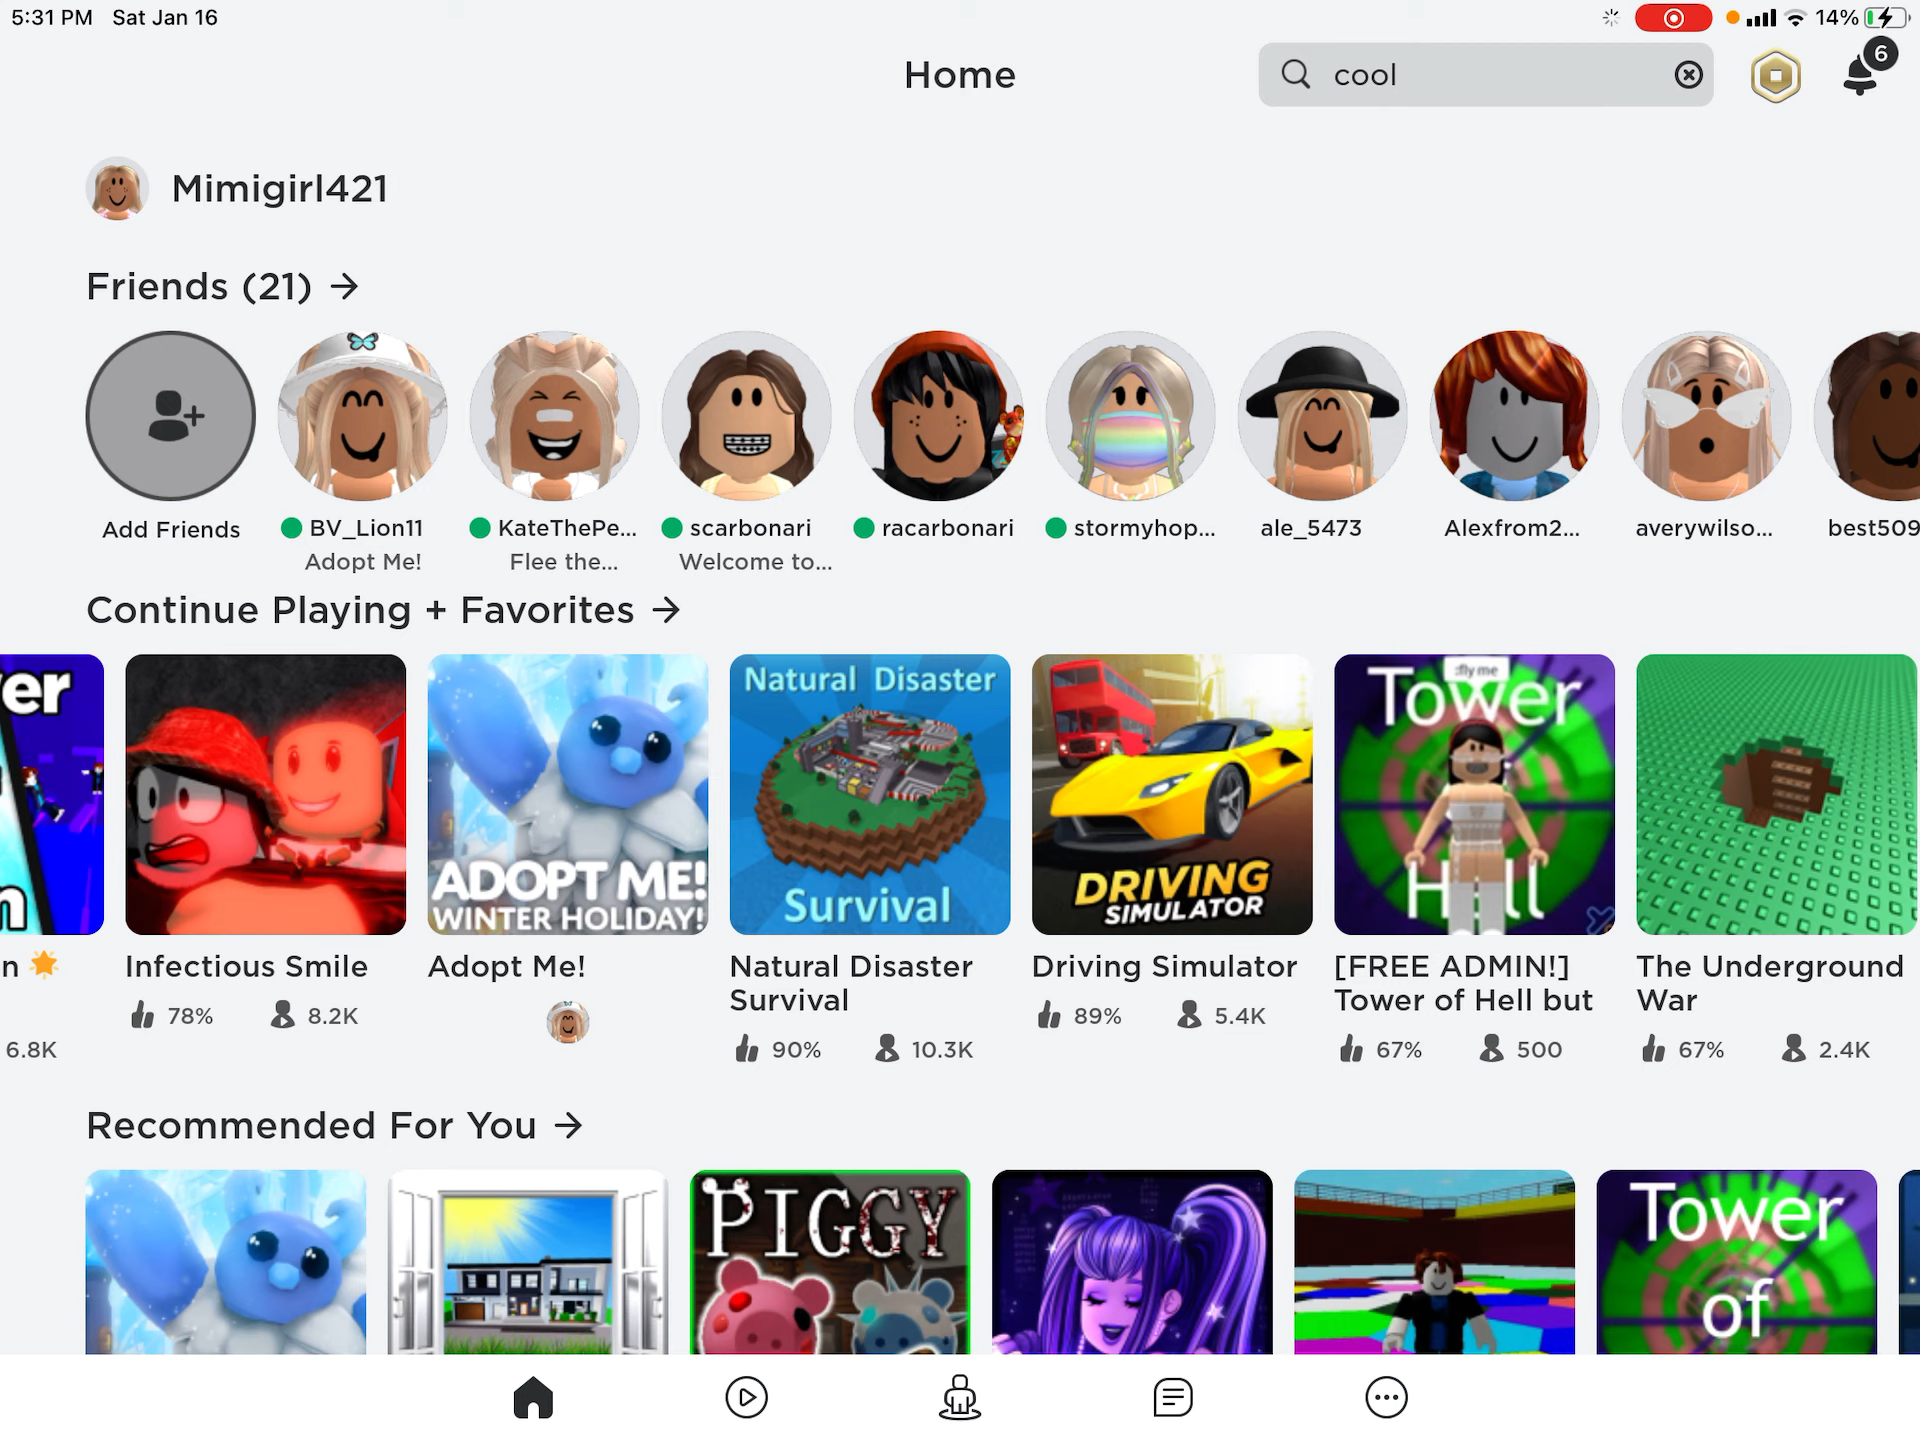 5:31 PM Sat Jan 16
14%
Home
cool
6
Mimigirl421
Friends (21) →
Add Friends
BV_Lion11
Adopt Me!
KateThePe...
Flee the...
scarbonari
Welcome to...
racarbonari
stormyhop...
ale_5473
Alexfrom2...
averywilso...
best509
Continue Playing + Favorites →
er
n
n
6.8K
Infectious Smile
78% 8.2K
ADOPT ME!
WINTER HOLIDAY!
Adopt Me!
Natural Disaster
Survival
Natural Disaster
Survival
90% 10.3K
DRIVING
SIMULATOR
Driving Simulator
89% 5.4K
:fly me
Tower
Hell
[FREE ADMIN!]
Tower of Hell but
67% 500
The Underground
War
67% 2.4K
Recommended For You →
PIGGY
Tower
of